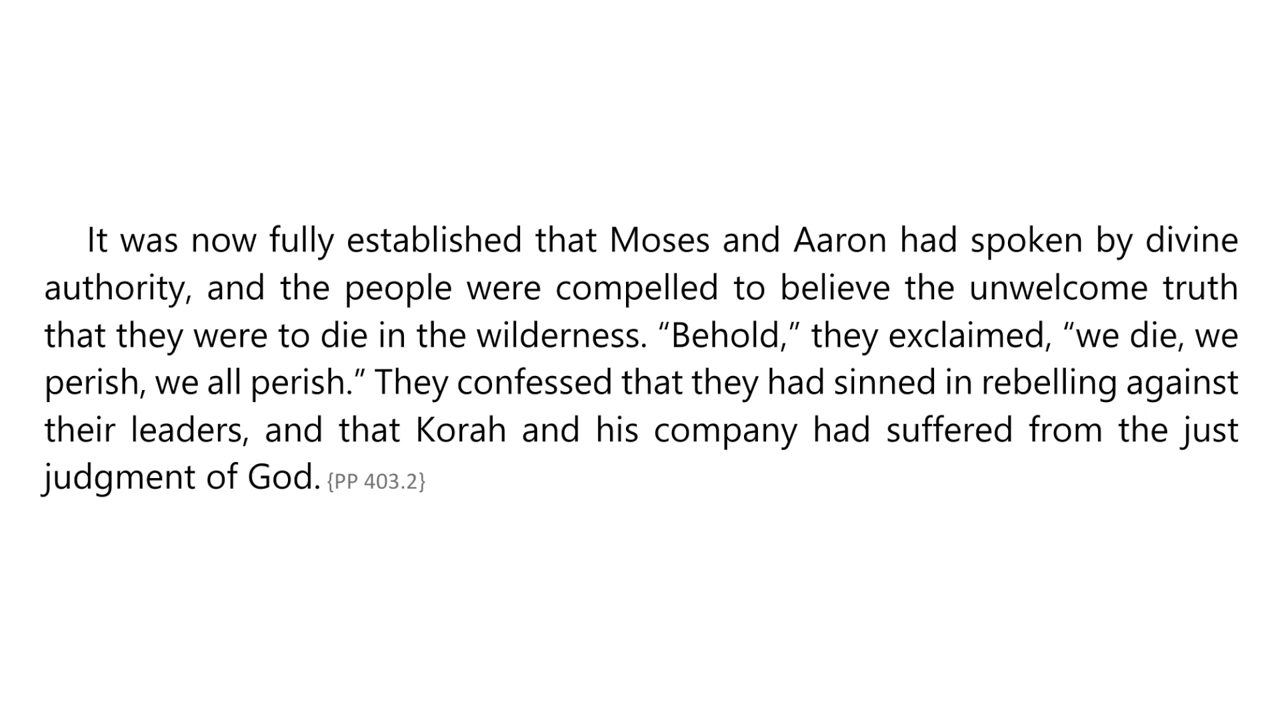 It was now fully established that Moses and Aaron had spoken by divine
authority, and the people were compelled to believe the unwelcome truth
that they were to die in the wilderness. “Behold,” they exclaimed, “we die, we
perish, we all perish.” They confessed that they had sinned in rebelling against
their leaders, and that Korah and his company had suffered from the just
judgment of God. {PP 403.2}